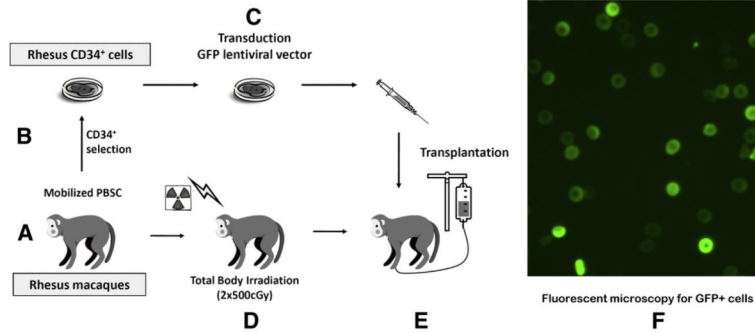 C
Transduction
GFP lentiviral vector
Rhesus CD34⁺ cells
B
CD34⁺
selection
Transplantation
Mobilized PBSC
A
Rhesus macaques
Total Body Irradiation
(2x500cGy)
D
E
Fluorescent microscopy for GFP+ cells
F